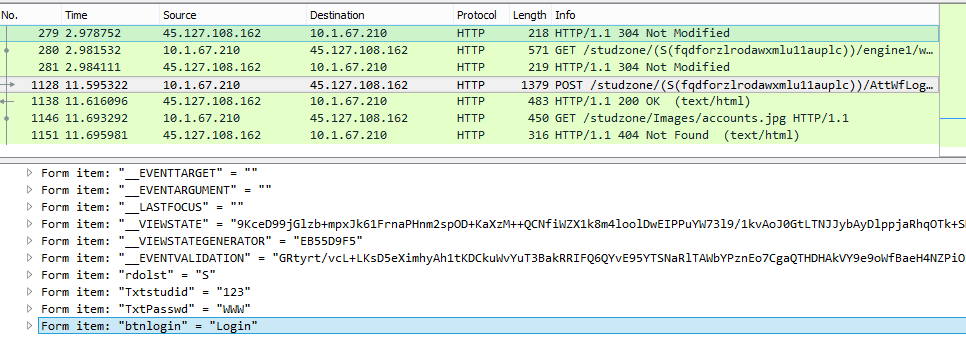 No. Time Source Destination Protocol Length Info
279 2.978752 45.127.108.162 10.1.67.210 HTTP 218 HTTP/1.1 304 Not Modified
280 2.981532 10.1.67.210 45.127.108.162 HTTP 571 GET /studzone/(S(fqdforzlrodawxmlu11auplc))/engine1/w…
281 2.984111 45.127.108.162 10.1.67.210 HTTP 219 HTTP/1.1 304 Not Modified
1128 11.595322 10.1.67.210 45.127.108.162 HTTP 1379 POST /studzone/(S(fqdforzlrodawxmlu11auplc))/AttWfLog…
1138 11.616096 45.127.108.162 10.1.67.210 HTTP 483 HTTP/1.1 200 OK (text/html)
1146 11.693292 10.1.67.210 45.127.108.162 HTTP 450 GET /studzone/Images/accounts.jpg HTTP/1.1
1151 11.695981 45.127.108.162 10.1.67.210 HTTP 316 HTTP/1.1 404 Not Found (text/html)
Form item: "__EVENTTARGET" = ""
Form item: "__EVENTARGUMENT" = ""
Form item: "__LASTFOCUS" = ""
Form item: "__VIEWSTATE" = "9KceD99jGlzb+mpxJk61FrnaPHnm2spOD+KaXzM++QCNfiWZX1k8m4loolDwEIPPuYW73l9/1kvAoJ0GtLTNJJybAyDlppjaRhqOTk+S
Form item: "__VIEWSTATEGENERATOR" = "EB55D9F5"
Form item: "__EVENTVALIDATION" = "GRtyrt/vcL+LKsD5eXimhyAh1tKDCkuWvYuT3BakRRIFQ6QYvE95YTSNaRlTAWbYPznEo7CgaQTHDHAkVY9e9oWfBaeH4NZPiO
Form item: "rdolst" = "S"
Form item: "Txtstudid" = "123"
Form item: "TxtPasswd" = "WWW"
Form item: "btnlogin" = "Login"